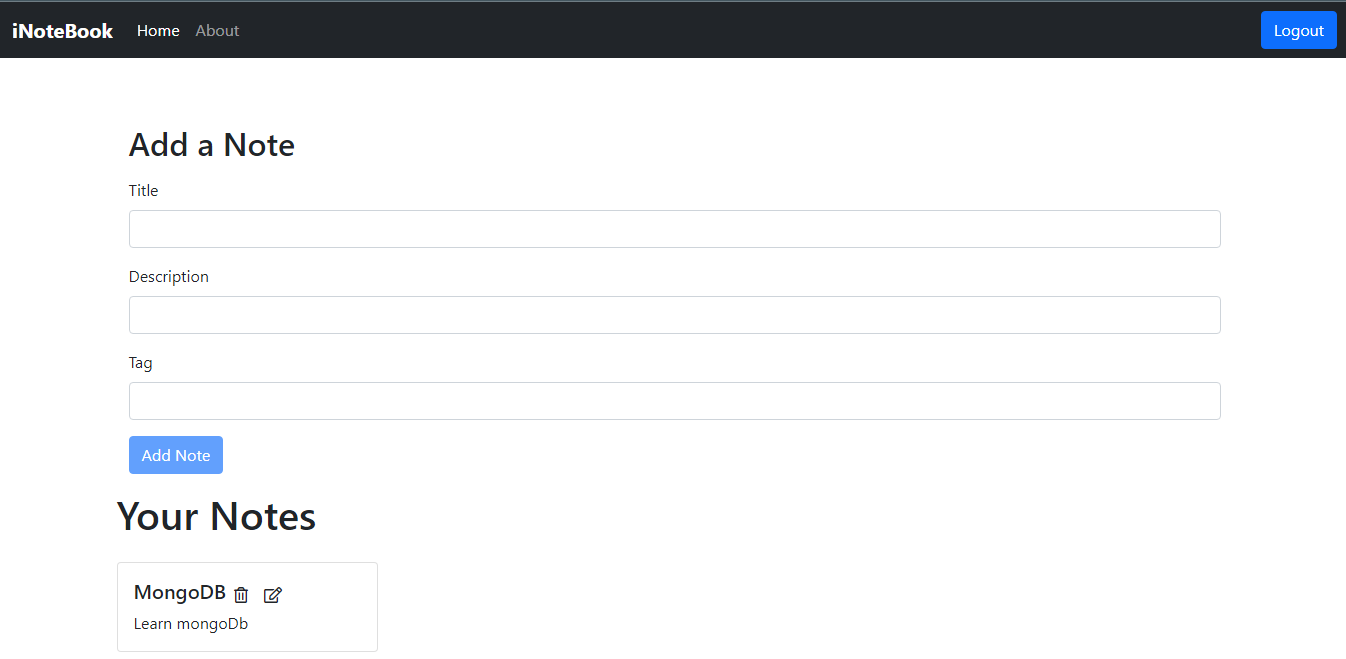 iNoteBook Home About Logout
Add a Note
Title
Description
Tag
Add Note
Your Notes
MongoDB
Learn mongoDb